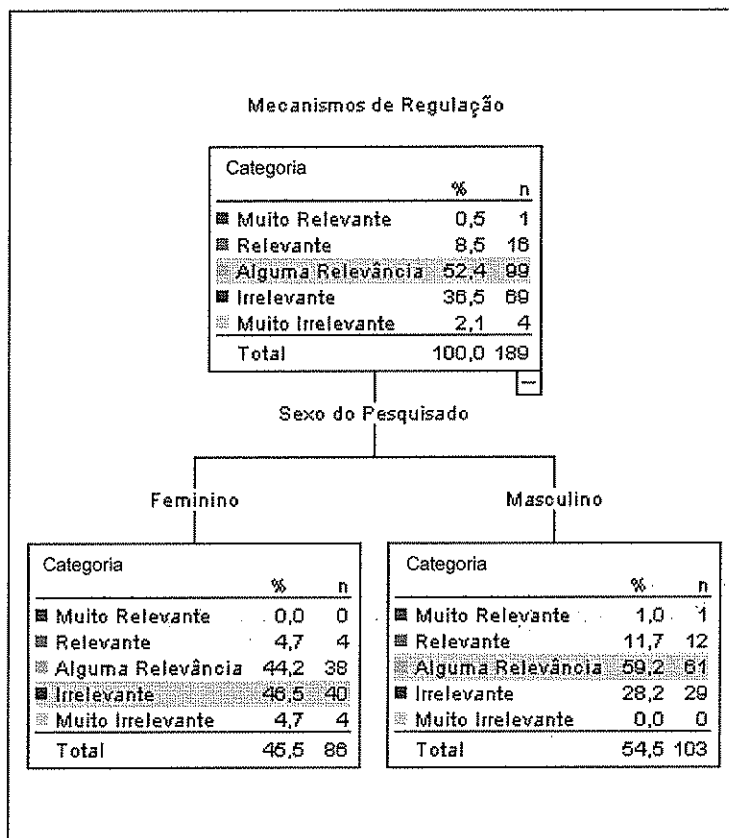 Mecanismos de Regulação
Categoria
% n
Muito Relevante 0,5 1
Relevante 8,5 16
Alguma Relevância 52,4 99
Irrelevante 36,5 69
Muito Irrelevante 2,1 4
Total 100,0 189
Sexo do Pesquisado
Feminino
Categoria
% n
Muito Relevante 0,0 0
Relevante 4,7 4
Alguma Relevância 44,2 38
Irrelevante 46,5 40
Muito Irrelevante 4,7 4
Total 45,5 86
Masculino
Categoria
% n
Muito Relevante 1,0 1
Relevante 11,7 12
Alguma Relevância 59,2 61
Irrelevante 28,2 29
Muito Irrelevante 0,0 0
Total 54,5 103